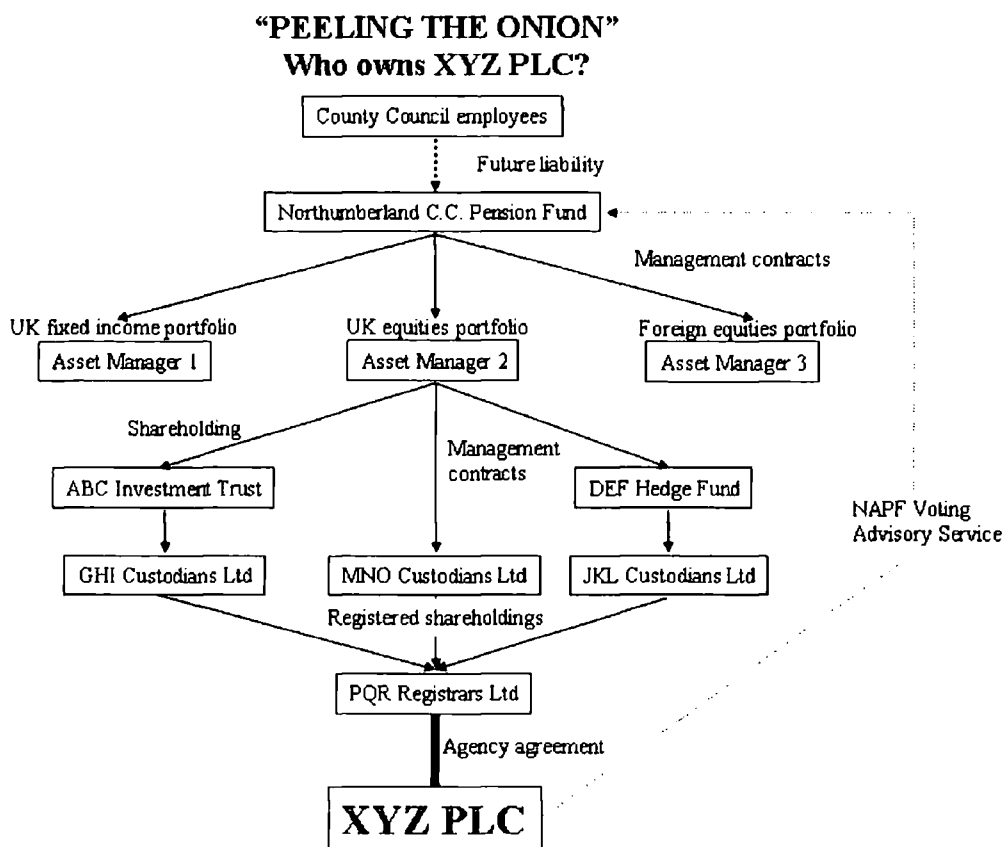 “PEELING THE ONION”
Who owns XYZ PLC?
County Council employees
Future liability
Northumberland C.C. Pension Fund
Management contracts
UK fixed income portfolio
UK equities portfolio
Foreign equities portfolio
Asset Manager 1
Asset Manager 2
Asset Manager 3
Shareholding
Management
contracts
ABC Investment Trust
DEF Hedge Fund
NAPF Voting
Advisory Service
GHI Custodians Ltd
MNO Custodians Ltd
JKL Custodians Ltd
Registered shareholdings
PQR Registrars Ltd
Agency agreement
XYZ PLC